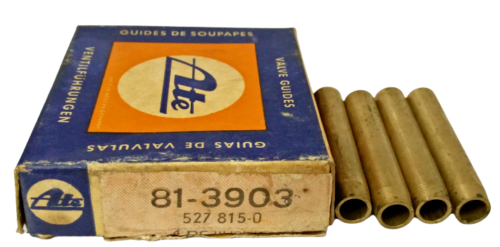 GUIDES DE SOUPAPES
VENTILFÜHRUNGEN
Ate
VALVE GUIDES
GUIAS DE VALVULAS
Ate
81-3903
527 815-0